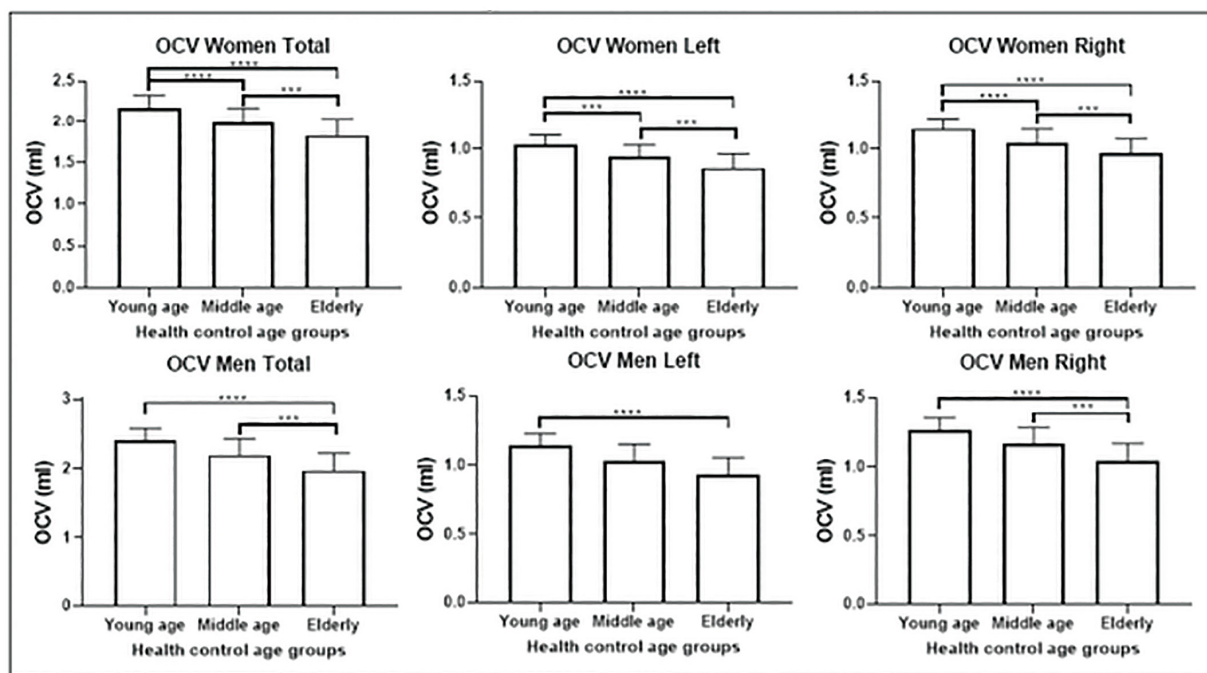 OCV Women Total
****
****
***
2.5
2.0
1.5
1.0
0.5
0.0
OCV (ml)
Young age Middle age Elderly
Health control age groups
OCV Women Left
****
***
***
1.5
1.0
0.5
0.0
OCV (ml)
Young age Middle age Elderly
Health control age groups
OCV Women Right
****
****
***
1.5
1.0
0.5
0.0
OCV (ml)
Young age Middle age Elderly
Health control age groups
OCV Men Total
****
***
3
2
1
0
OCV (ml)
Young age Middle age Elderly
Health control age groups
OCV Men Left
****
1.5
1.0
0.5
0.0
OCV (ml)
Young age Middle age Elderly
Health control age groups
OCV Men Right
****
***
1.5
1.0
0.5
0.0
OCV (ml)
Young age Middle age Elderly
Health control age groups